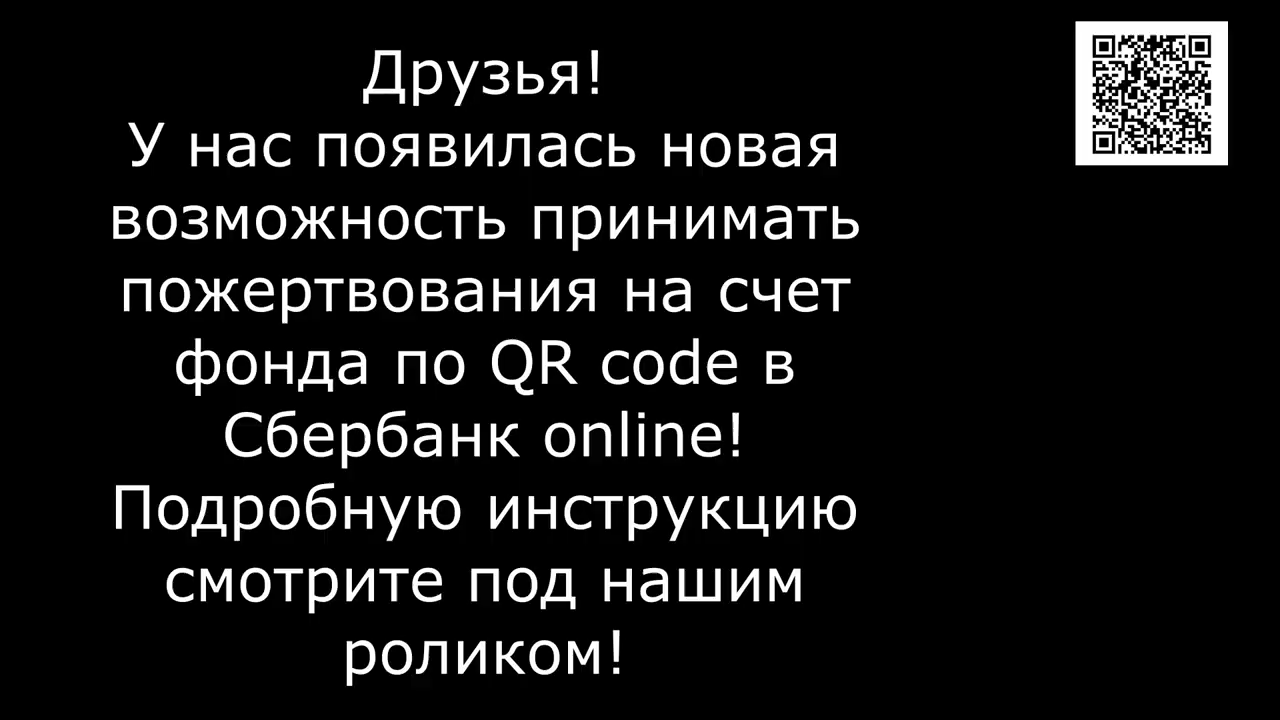 Друзья!
У нас появилась новая
возможность принимать
пожертвования на счет
фонда по QR code в
Сбербанк online!
Подробную инструкцию
смотрите под нашим
роликом!